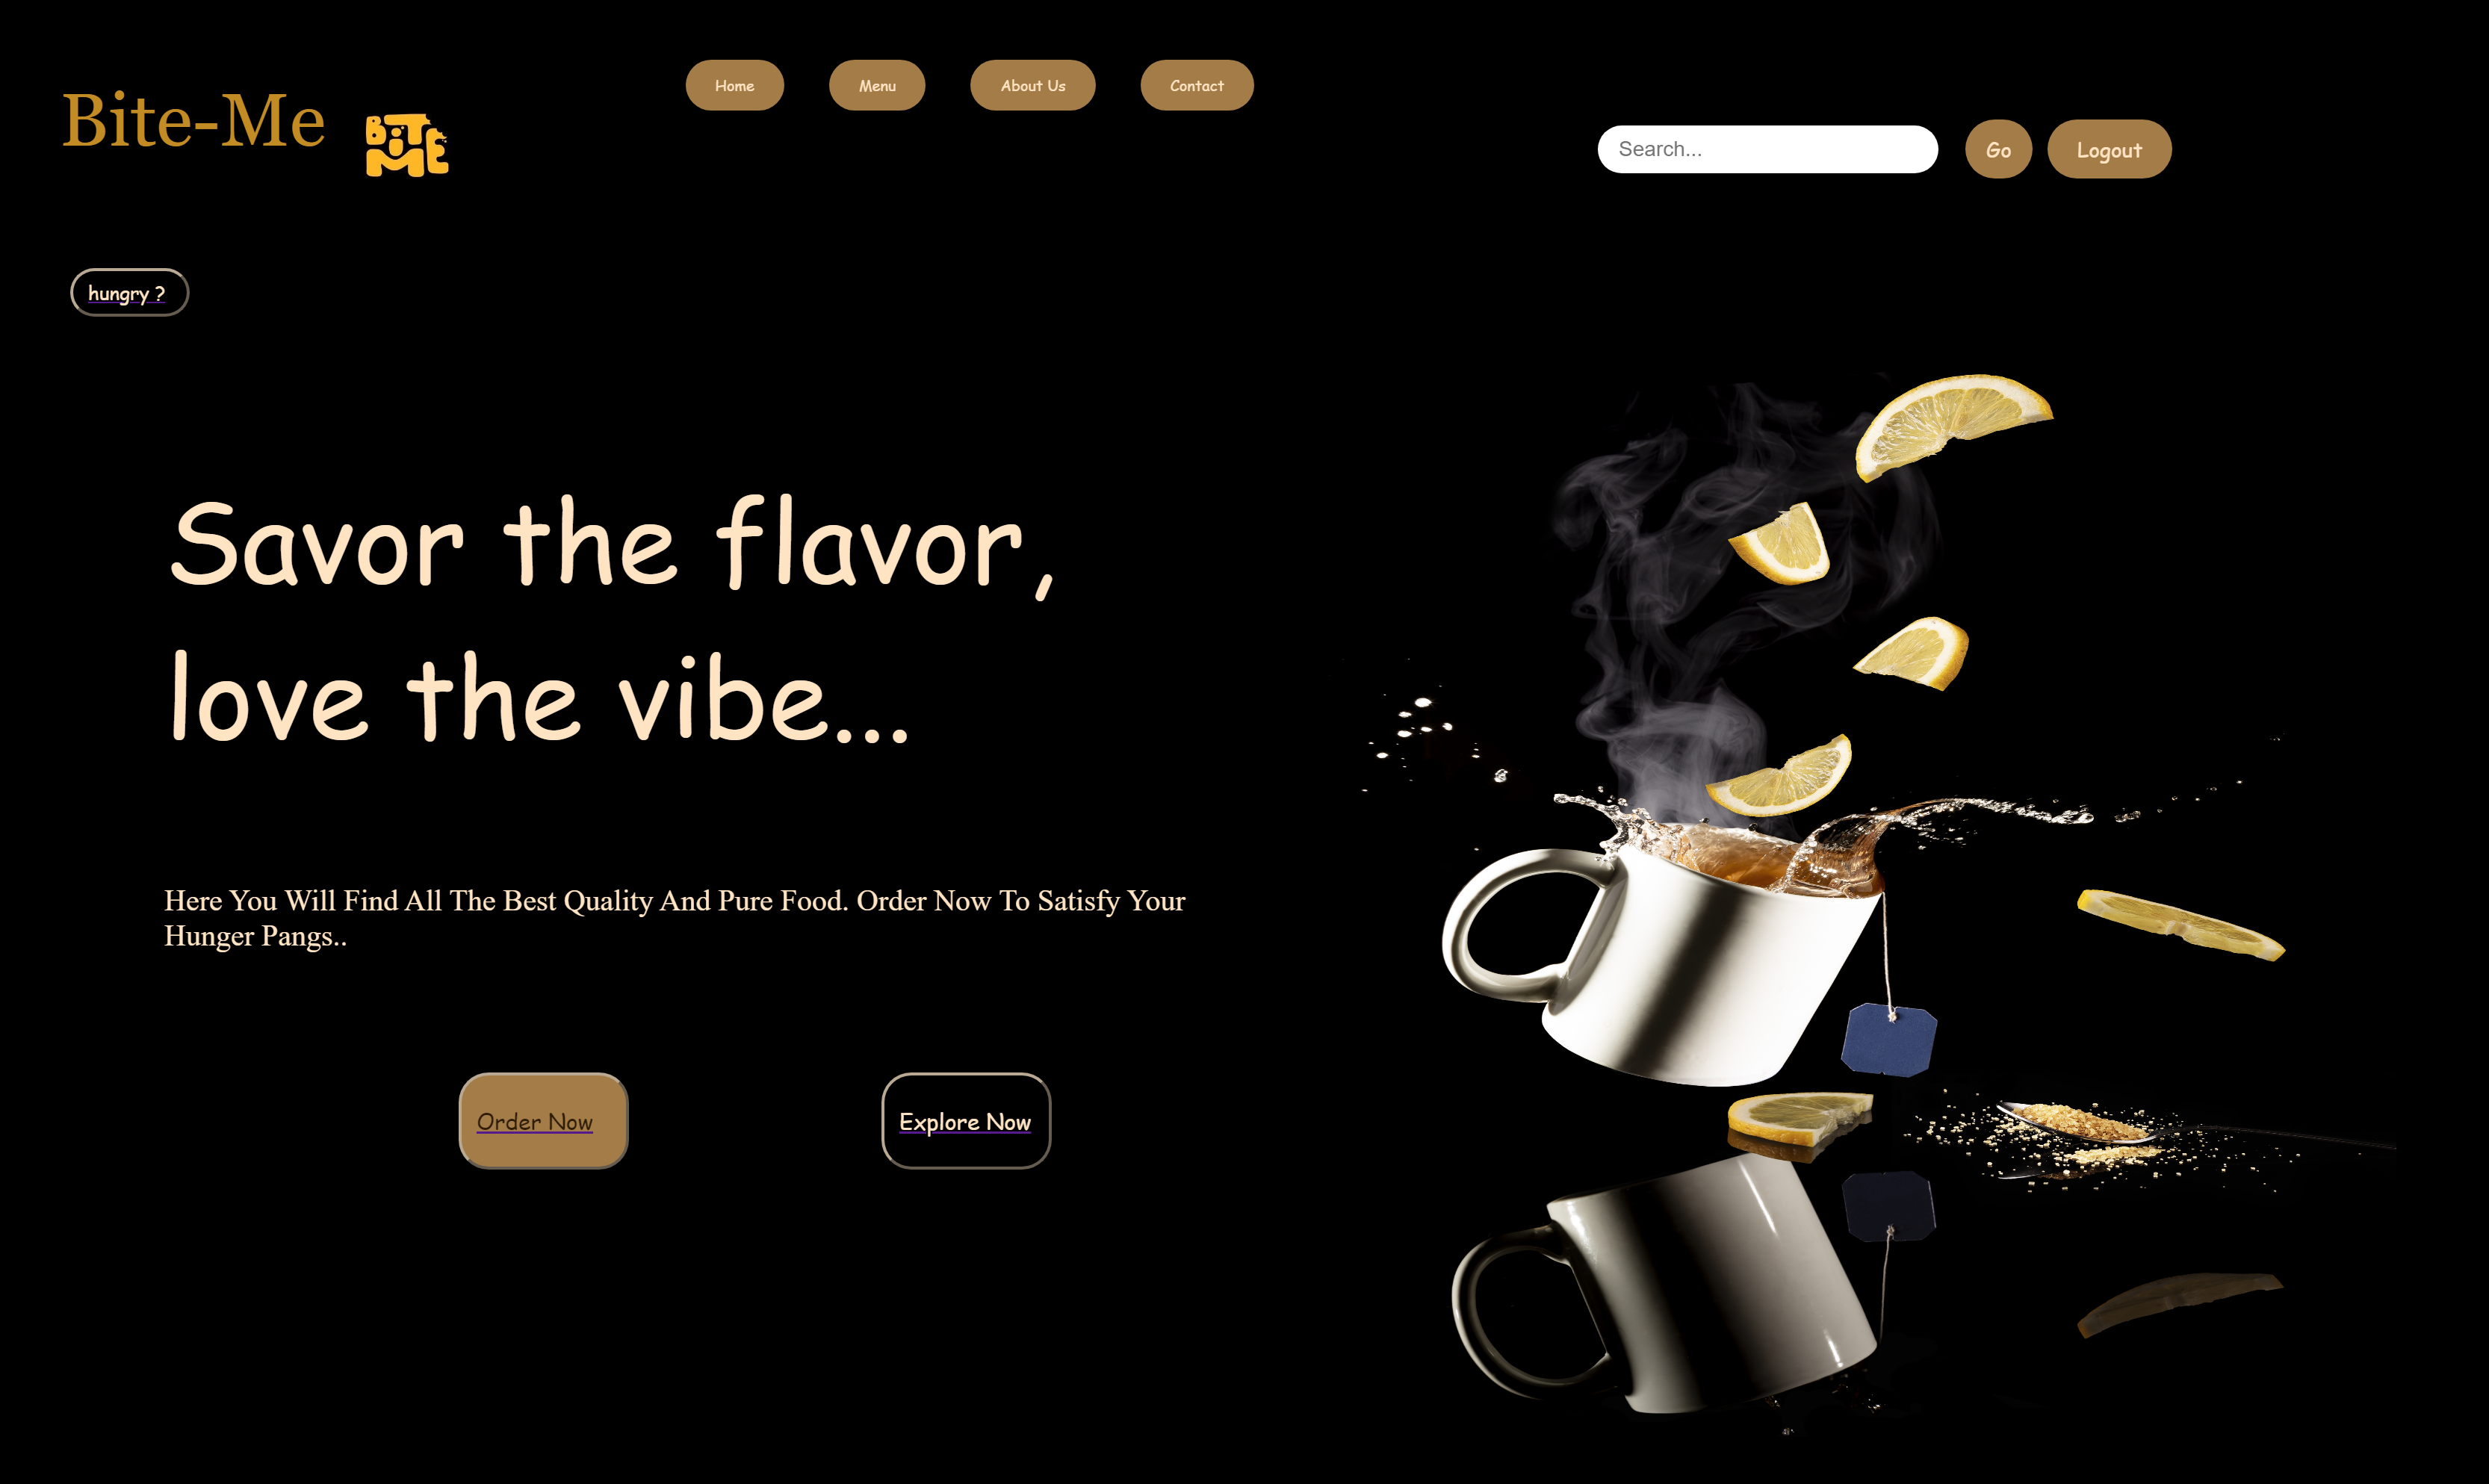 Bite-Me
BITE
ME
Home
Menu
About Us
Contact
Search...
Go
Logout
hungry ?
Savor the flavor,
love the vibe...
Here You Will Find All The Best Quality And Pure Food. Order Now To Satisfy Your
Hunger Pangs..
Order Now
Explore Now